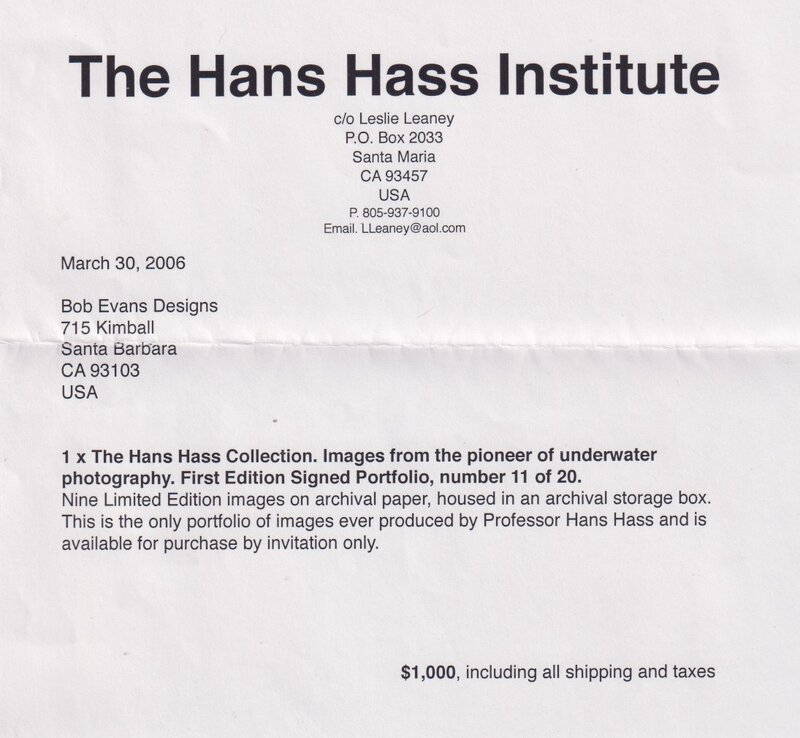 The Hans Hass Institute
c/o Leslie Leaney
P.O. Box 2033
Santa Maria
CA 93457
USA
P. 805-937-9100
Email. LLeaney@aol.com
March 30, 2006
Bob Evans Designs
715 Kimball
Santa Barbara
CA 93103
USA
1 x The Hans Hass Collection. Images from the pioneer of underwater
photography. First Edition Signed Portfolio, number 11 of 20.
Nine Limited Edition images on archival paper, housed in an archival storage box.
This is the only portfolio of images ever produced by Professor Hans Hass and is
available for purchase by invitation only.
$1,000, including all shipping and taxes